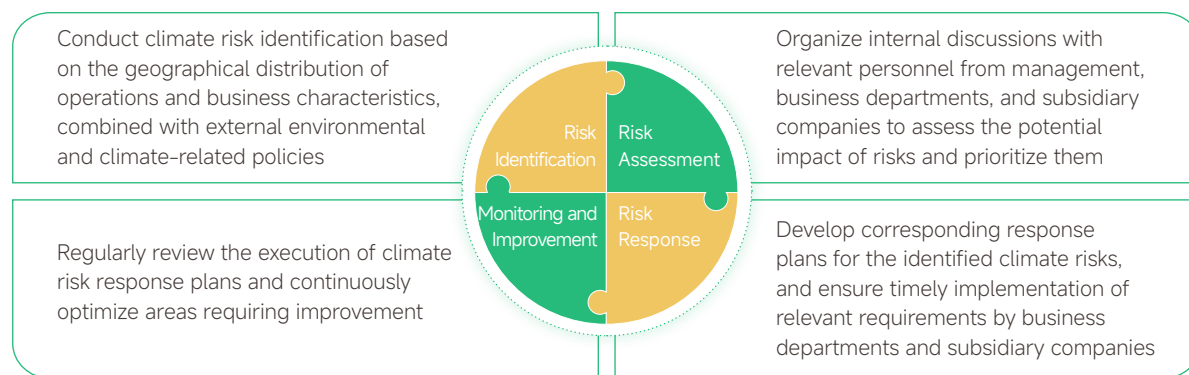 Conduct climate risk identification based
on the geographical distribution of
operations and business characteristics,
combined with external environmental
and climate-related policies
Risk
Identification
Risk
Assessment
Organize internal discussions with
relevant personnel from management,
business departments, and subsidiary
companies to assess the potential
impact of risks and prioritize them
Regularly review the execution of climate
risk response plans and continuously
optimize areas requiring improvement
Monitoring and
Improvement
Risk
Response
Develop corresponding response
plans for the identified climate risks,
and ensure timely implementation of
relevant requirements by business
departments and subsidiary companies